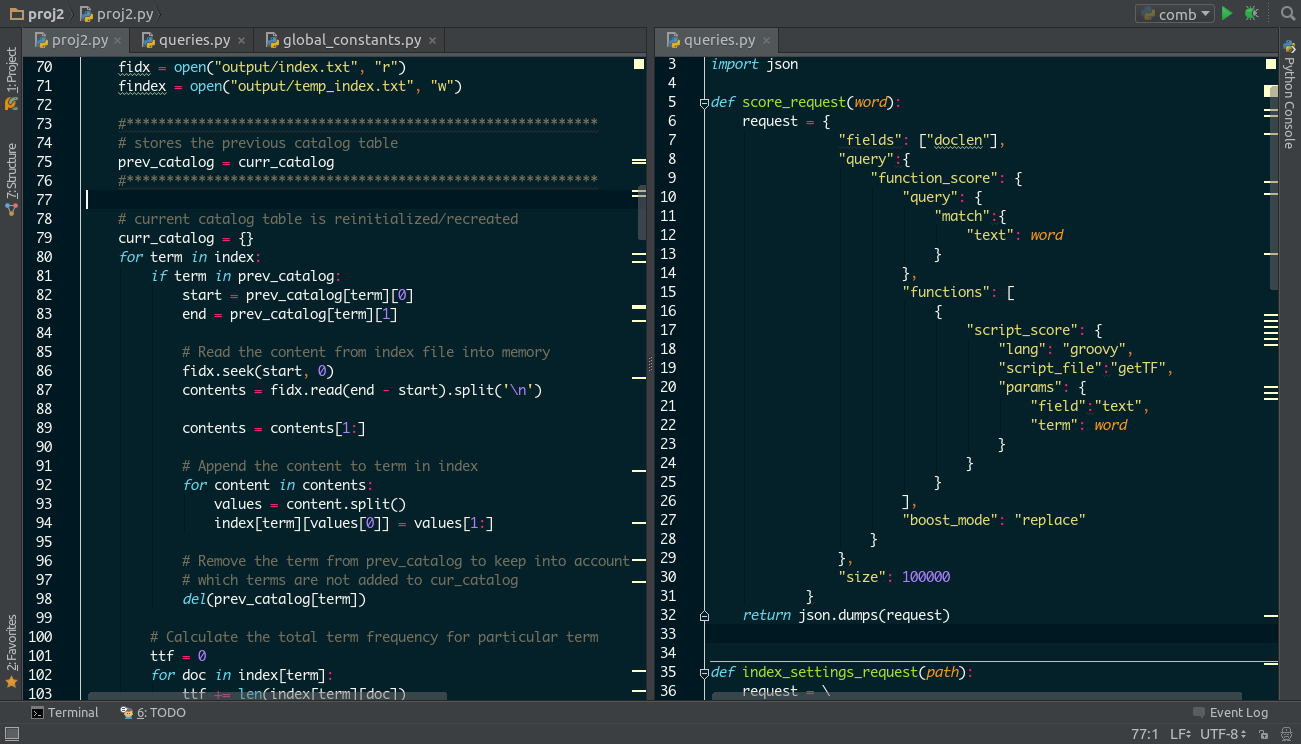 proj2 proj2.py comb
proj2.py queries.py global_constants.py
1: Project
7: Structure
2: Favorites
70 fidx = open("output/index.txt", "r")
71 findex = open("output/temp_index.txt", "w")
72
73 #***********************************************************
74 # stores the previous catalog table
75 prev_catalog = curr_catalog
76 #***********************************************************
77
78 # current catalog table is reinitialized/recreated
79 curr_catalog = {}
80 for term in index:
81 if term in prev_catalog:
82 start = prev_catalog[term][0]
83 end = prev_catalog[term][1]
84
85 # Read the content from index file into memory
86 fidx.seek(start, 0)
87 contents = fidx.read(end - start).split('\n')
88
89 contents = contents[1:]
90
91 # Append the content to term in index
92 for content in contents:
93 values = content.split()
94 index[term][values[0]] = values[1:]
95
96 # Remove the term from prev_catalog to keep into account
97 # which terms are not added to cur_catalog
98 del(prev_catalog[term])
99
100 # Calculate the total term frequency for particular term
101 ttf = 0
102 for doc in index[term]:
103 ttf += len(index[term][doc])
queries.py
3 import json
4
5 def score_request(word):
6 request = {
7 "fields": ["doclen"],
8 "query":{
9 "function_score": {
10 "query": {
11 "match":{
12 "text": word
13 }
14 },
15 "functions": [
16 {
17 "script_score": {
18 "lang": "groovy",
19 "script_file":"getTF",
20 "params": {
21 "field":"text",
22 "term": word
23 }
24 }
25 }
26 ],
27 "boost_mode": "replace"
28 }
29 },
30 "size": 100000
31 }
32 return json.dumps(request)
33
34
35 def index_settings_request(path):
36 request = \
Python Console
Terminal 6: TODO Event Log
77:1 LF UTF-8